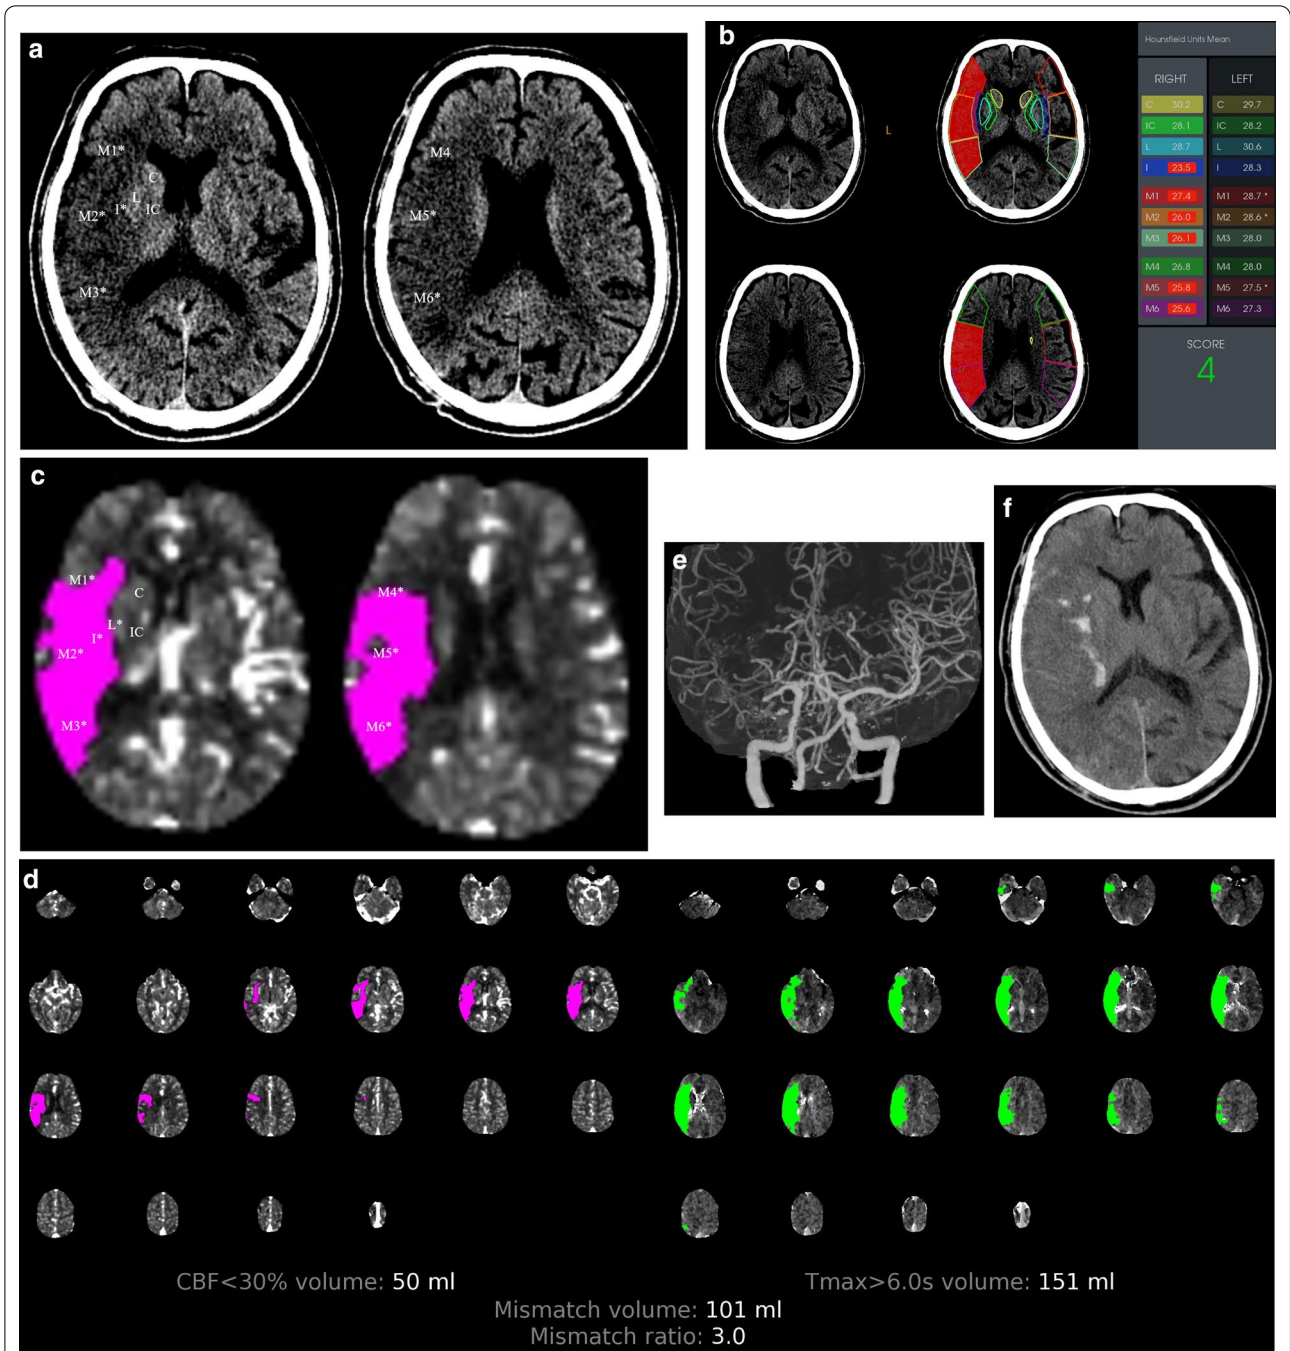 a
M1*
C
L
I* IC
M2*
M3*
M4
M5*
M6*
b
L
Hounsfield Units Mean
RIGHT LEFT
C 30.2 C 29.7
IC 28.1 IC 28.2
L 28.7 L 30.6
I 23.5 I 28.3
M1 27.4 M1 28.7 *
M2 26.0 M2 28.6 *
M3 26.1 M3 28.0
M4 26.8 M4 28.0
M5 25.8 M5 27.5 *
M6 25.6 M6 27.3
SCORE
4
c
M1*
C
L*
I* IC
M2*
M3*
M4*
M5*
M6*
e
f
d
CBF<30% volume: 50 ml Tmax>6.0s volume: 151 ml
Mismatch volume: 101 ml
Mismatch ratio: 3.0